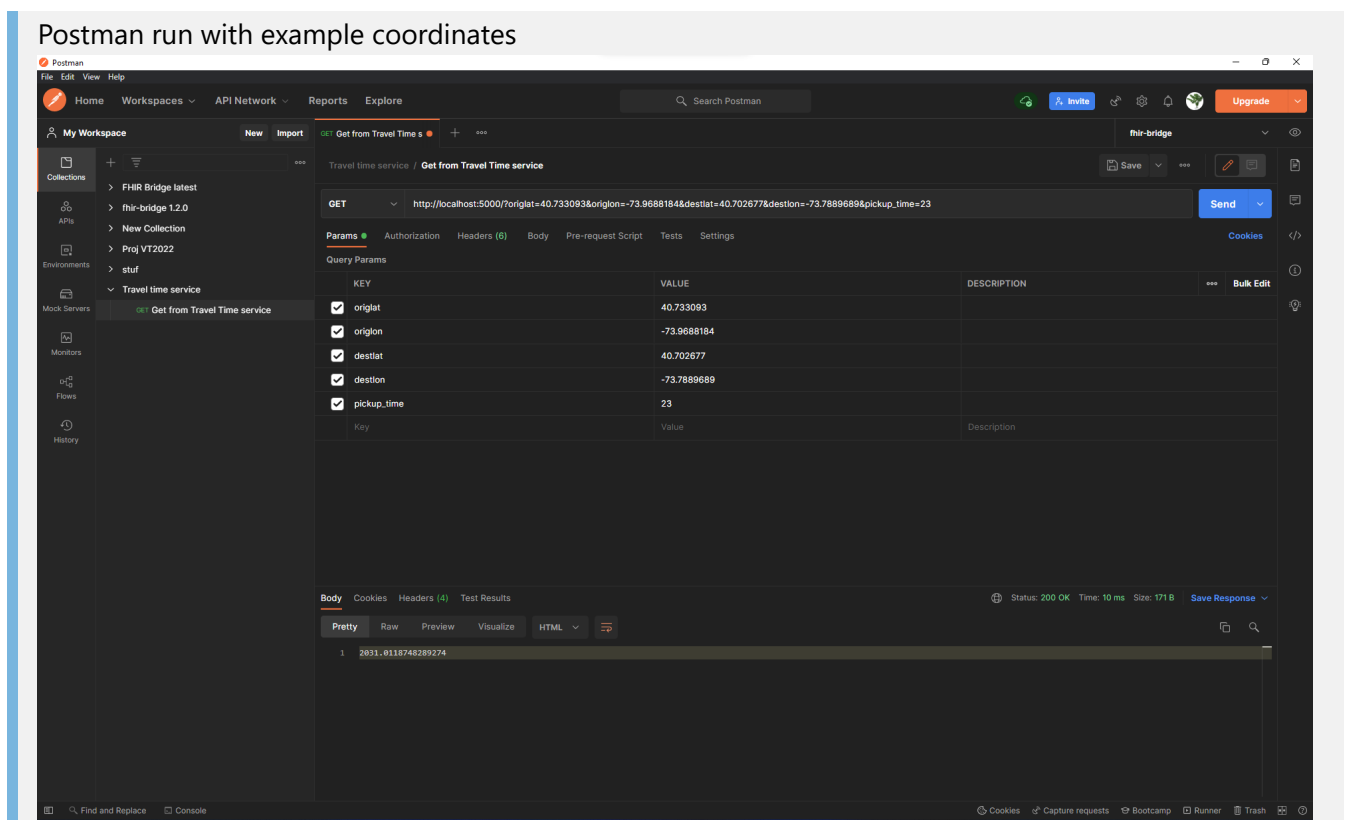 Postman run with example coordinates
Postman
File Edit View Help
Home Workspaces API Network Reports Explore Search Postman Invite Upgrade
My Workspace New Import GET Get from Travel Time s fhir-bridge
Collections
APIs
Environments
Mock Servers
Monitors
Flows
History
FHIR Bridge latest
fhir-bridge 1.2.0
New Collection
Proj VT2022
stuf
Travel time service
GET Get from Travel Time service
Travel time service / Get from Travel Time service Save
GET http://localhost:5000/?origlat=40.733093&origlon=-73.9688184&destlat=40.702677&destlon=-73.7889689&pickup_time=23 Send
Params Authorization Headers (6) Body Pre-request Script Tests Settings Cookies
Query Params
KEY VALUE DESCRIPTION Bulk Edit
origlat 40.733093
origlon -73.9688184
destlat 40.702677
destlon -73.7889689
pickup_time 23
Key Value Description
Body Cookies Headers (4) Test Results Status: 200 OK Time: 10 ms Size: 171 B Save Response
Pretty Raw Preview Visualize HTML
1 2031.0118748289274
Find and Replace Console Cookies Capture requests Bootcamp Runner Trash